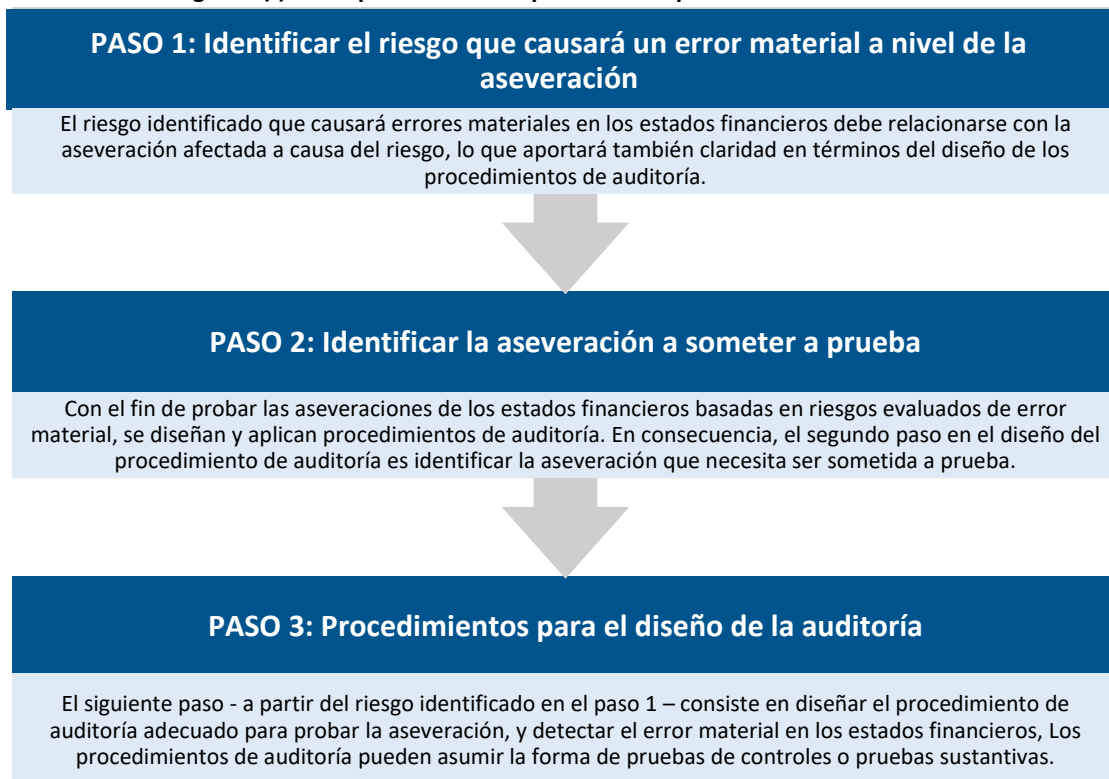 PASO 1: Identificar el riesgo que causará un error material a nivel de la
aseveración
El riesgo identificado que causará errores materiales en los estados financieros debe relacionarse con la
aseveración afectada a causa del riesgo, lo que aportará también claridad en términos del diseño de los
procedimientos de auditoría.
PASO 2: Identificar la aseveración a someter a prueba
Con el fin de probar las aseveraciones de los estados financieros basadas en riesgos evaluados de error
material, se diseñan y aplican procedimientos de auditoría. En consecuencia, el segundo paso en el diseño del
procedimiento de auditoría es identificar la aseveración que necesita ser sometida a prueba.
PASO 3: Procedimientos para el diseño de la auditoría
El siguiente paso - a partir del riesgo identificado en el paso 1 – consiste en diseñar el procedimiento de
auditoría adecuado para probar la aseveración, y detectar el error material en los estados financieros, Los
procedimientos de auditoría pueden asumir la forma de pruebas de controles o pruebas sustantivas.